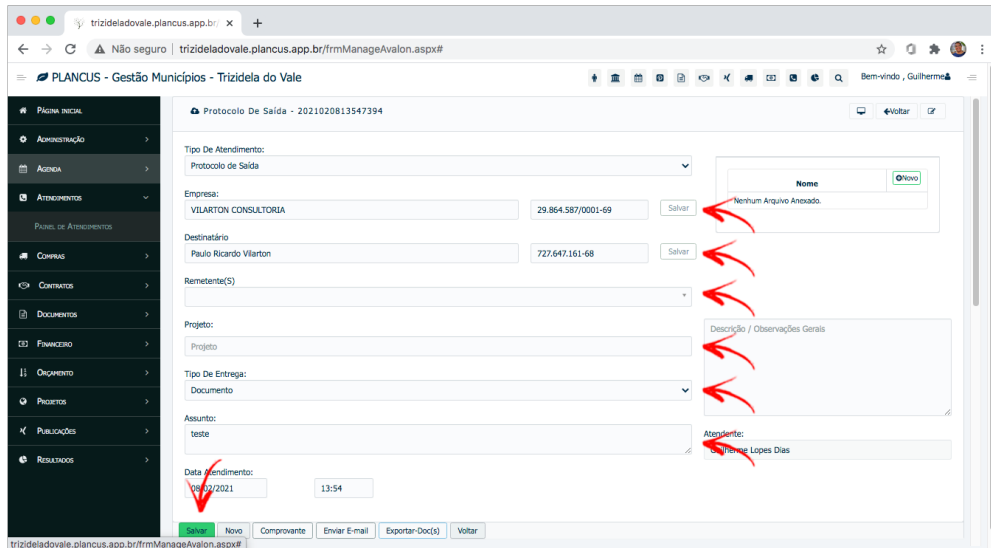 trizideladovale.plancus.app.br/
Não seguro | trizideladovale.plancus.app.br/frmManageAvalon.aspx#
PLANCUS - Gestão Municípios - Trizidela do Vale
Bem-vindo , Guilherme
PÁGINA INICIAL
ADMINISTRAÇÃO
AGENDA
ATENDIMENTOS
PAINEL DE ATENDIMENTOS
COMPRAS
CONTRATOS
DOCUMENTOS
FINANCEIRO
ORÇAMENTO
PROJETOS
PUBLICAÇÕES
RESULTADOS
Protocolo De Saída - 2021020813547394
Voltar
Tipo De Atendimento:
Protocolo de Saída
Empresa:
VILARTON CONSULTORIA 29.864.587/0001-69 Salvar
Destinatário
Paulo Ricardo Vilarton 727.647.161-68 Salvar
Remetente(S)
Projeto:
Projeto
Tipo De Entrega:
Documento
Assunto:
teste
Data Atendimento:
08/02/2021 13:54
Nome Novo
Nenhum Arquivo Anexado.
Descrição / Observações Gerais
Atendente:
Guilherme Lopes Dias
Salvar Novo Comprovante Enviar E-mail Exportar-Doc(s) Voltar
trizideladovale.plancus.app.br/frmManageAvalon.aspx#